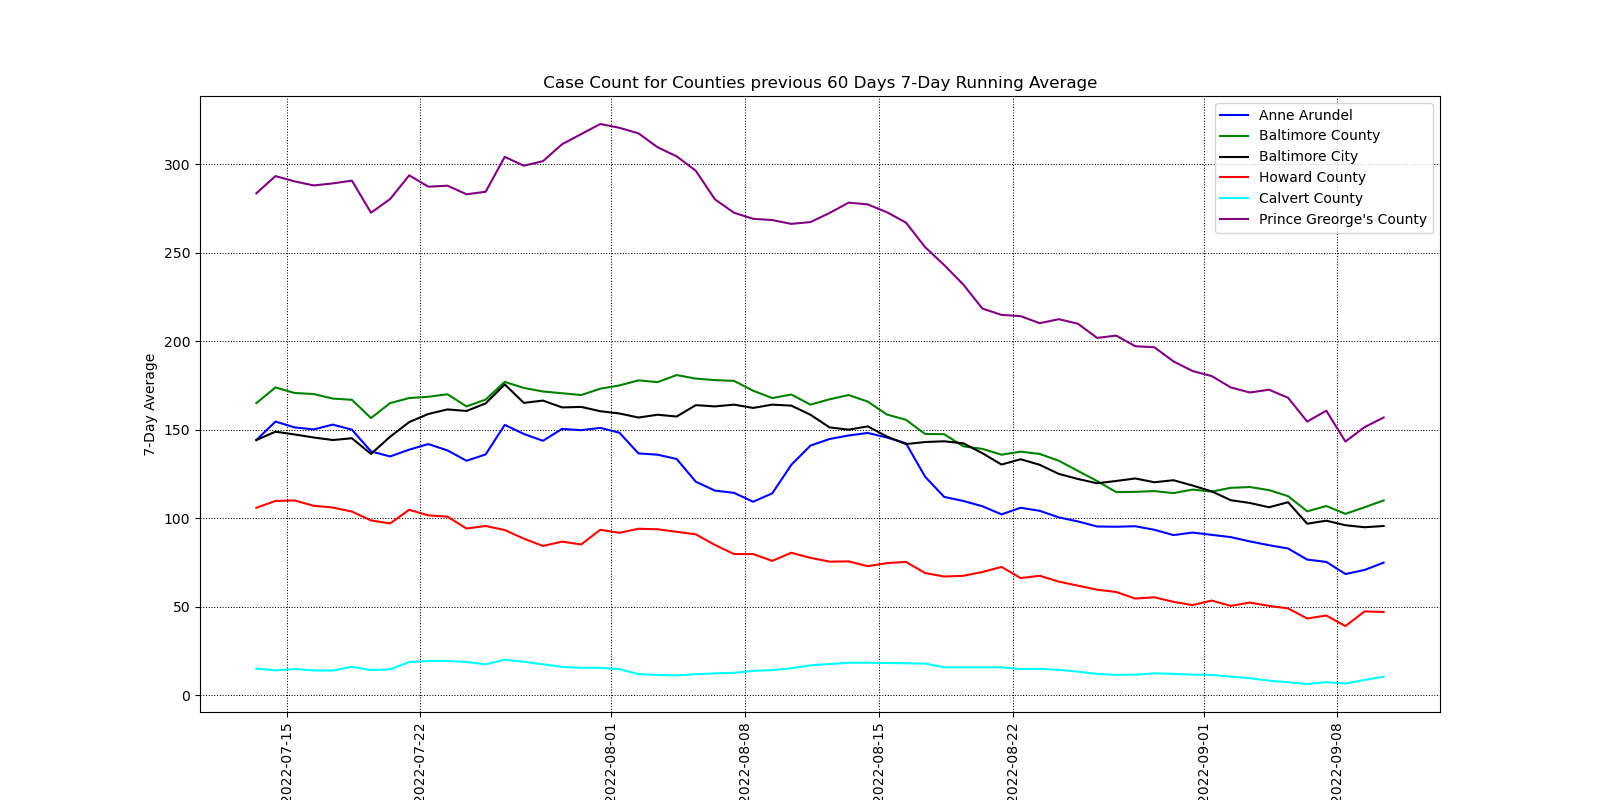 Case Count for Counties previous 60 Days 7-Day Running Average
Anne Arundel
Baltimore County
Baltimore City
Howard County
Calvert County
Prince Greorge's County
7-Day Average
300
250
200
150
100
50
0
2022-07-15
2022-07-22
2022-08-01
2022-08-08
2022-08-15
2022-08-22
2022-09-01
2022-09-08